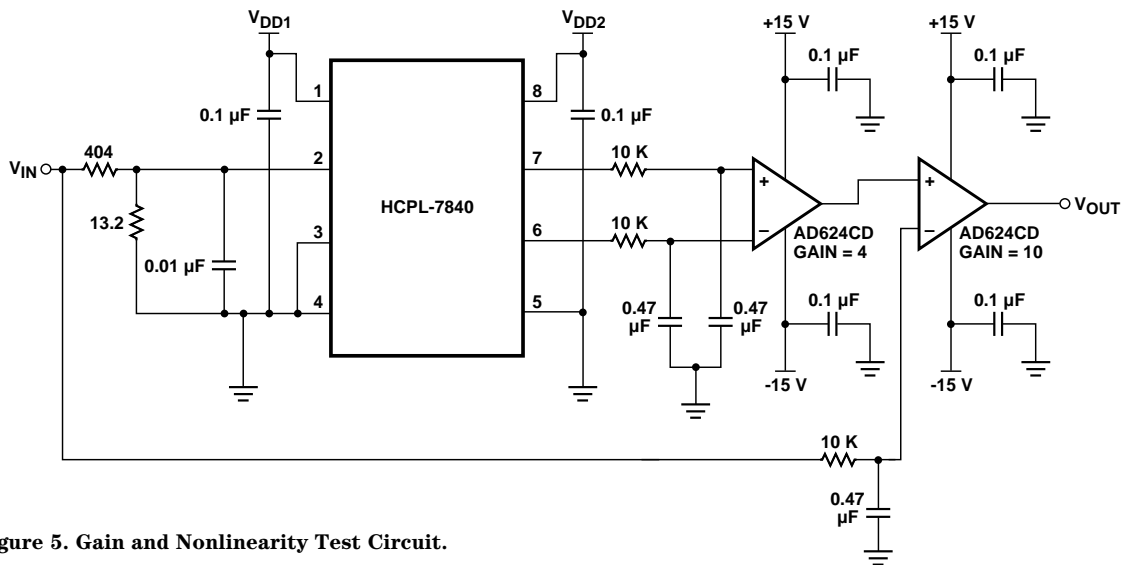 VDD1
VDD2
+15 V
+15 V
0.1 µF
0.1 µF
1
8
0.1 µF
0.1 µF
404
VIN
2
7
10 K
+
+
HCPL-7840
VOUT
13.2
10 K
3
6
−
−
AD624CD
GAIN = 4
AD624CD
GAIN = 10
0.01 µF
4
5
0.47
µF
0.47
µF
0.1 µF
0.1 µF
-15 V
-15 V
10 K
0.47
µF
gure 5. Gain and Nonlinearity Test Circuit.